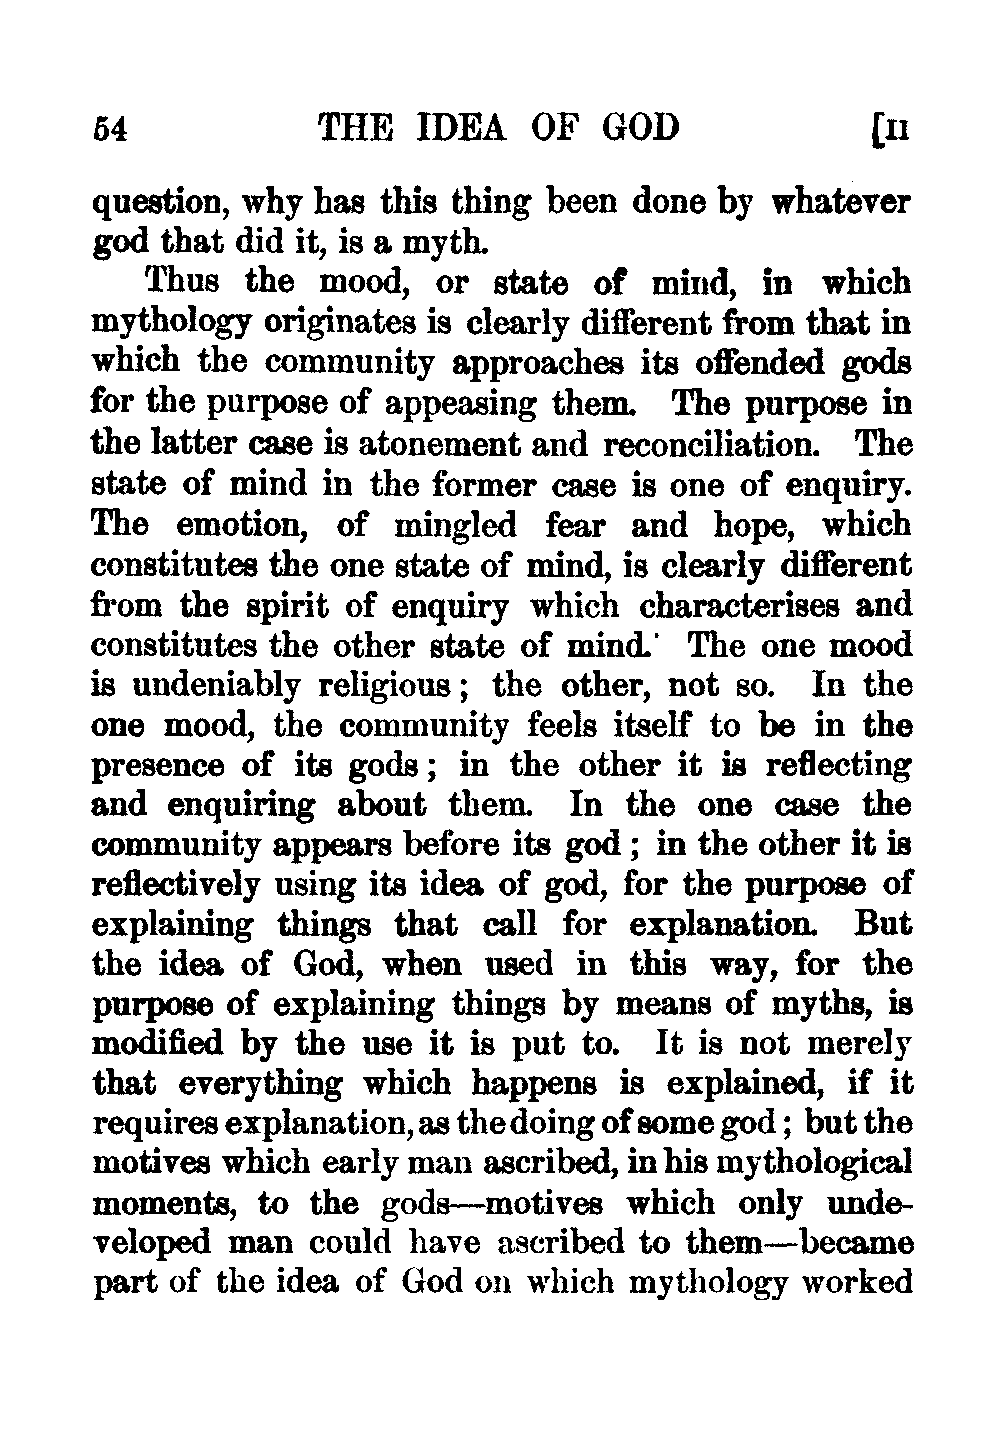 54 THE IDEA OF GOD [II
question, why has this thing been done by whatever
god that did it, is a myth.
Thus the mood, or state of mind, in which
mythology originates is clearly different from that in
which the community approaches its offended gods
for the purpose of appeasing them. The purpose in
the latter case is atonement and reconciliation. The
state of mind in the former case is one of enquiry.
The emotion, of mingled fear and hope, which
constitutes the one state of mind, is clearly different
from the spirit of enquiry which characterises and
constitutes the other state of mind. The one mood
is undeniably religious; the other, not so. In the
one mood, the community feels itself to be in the
presence of its gods; in the other it is reflecting
and enquiring about them. In the one case the
community appears before its god; in the other it is
reflectively using its idea of god, for the purpose of
explaining things that call for explanation. But
the idea of God, when used in this way, for the
purpose of explaining things by means of myths, is
modified by the use it is put to. It is not merely
that everything which happens is explained, if it
requires explanation, as the doing of some god; but the
motives which early man ascribed, in his mythological
moments, to the gods—motives which only unde-
veloped man could have ascribed to them—became
part of the idea of God on which mythology worked